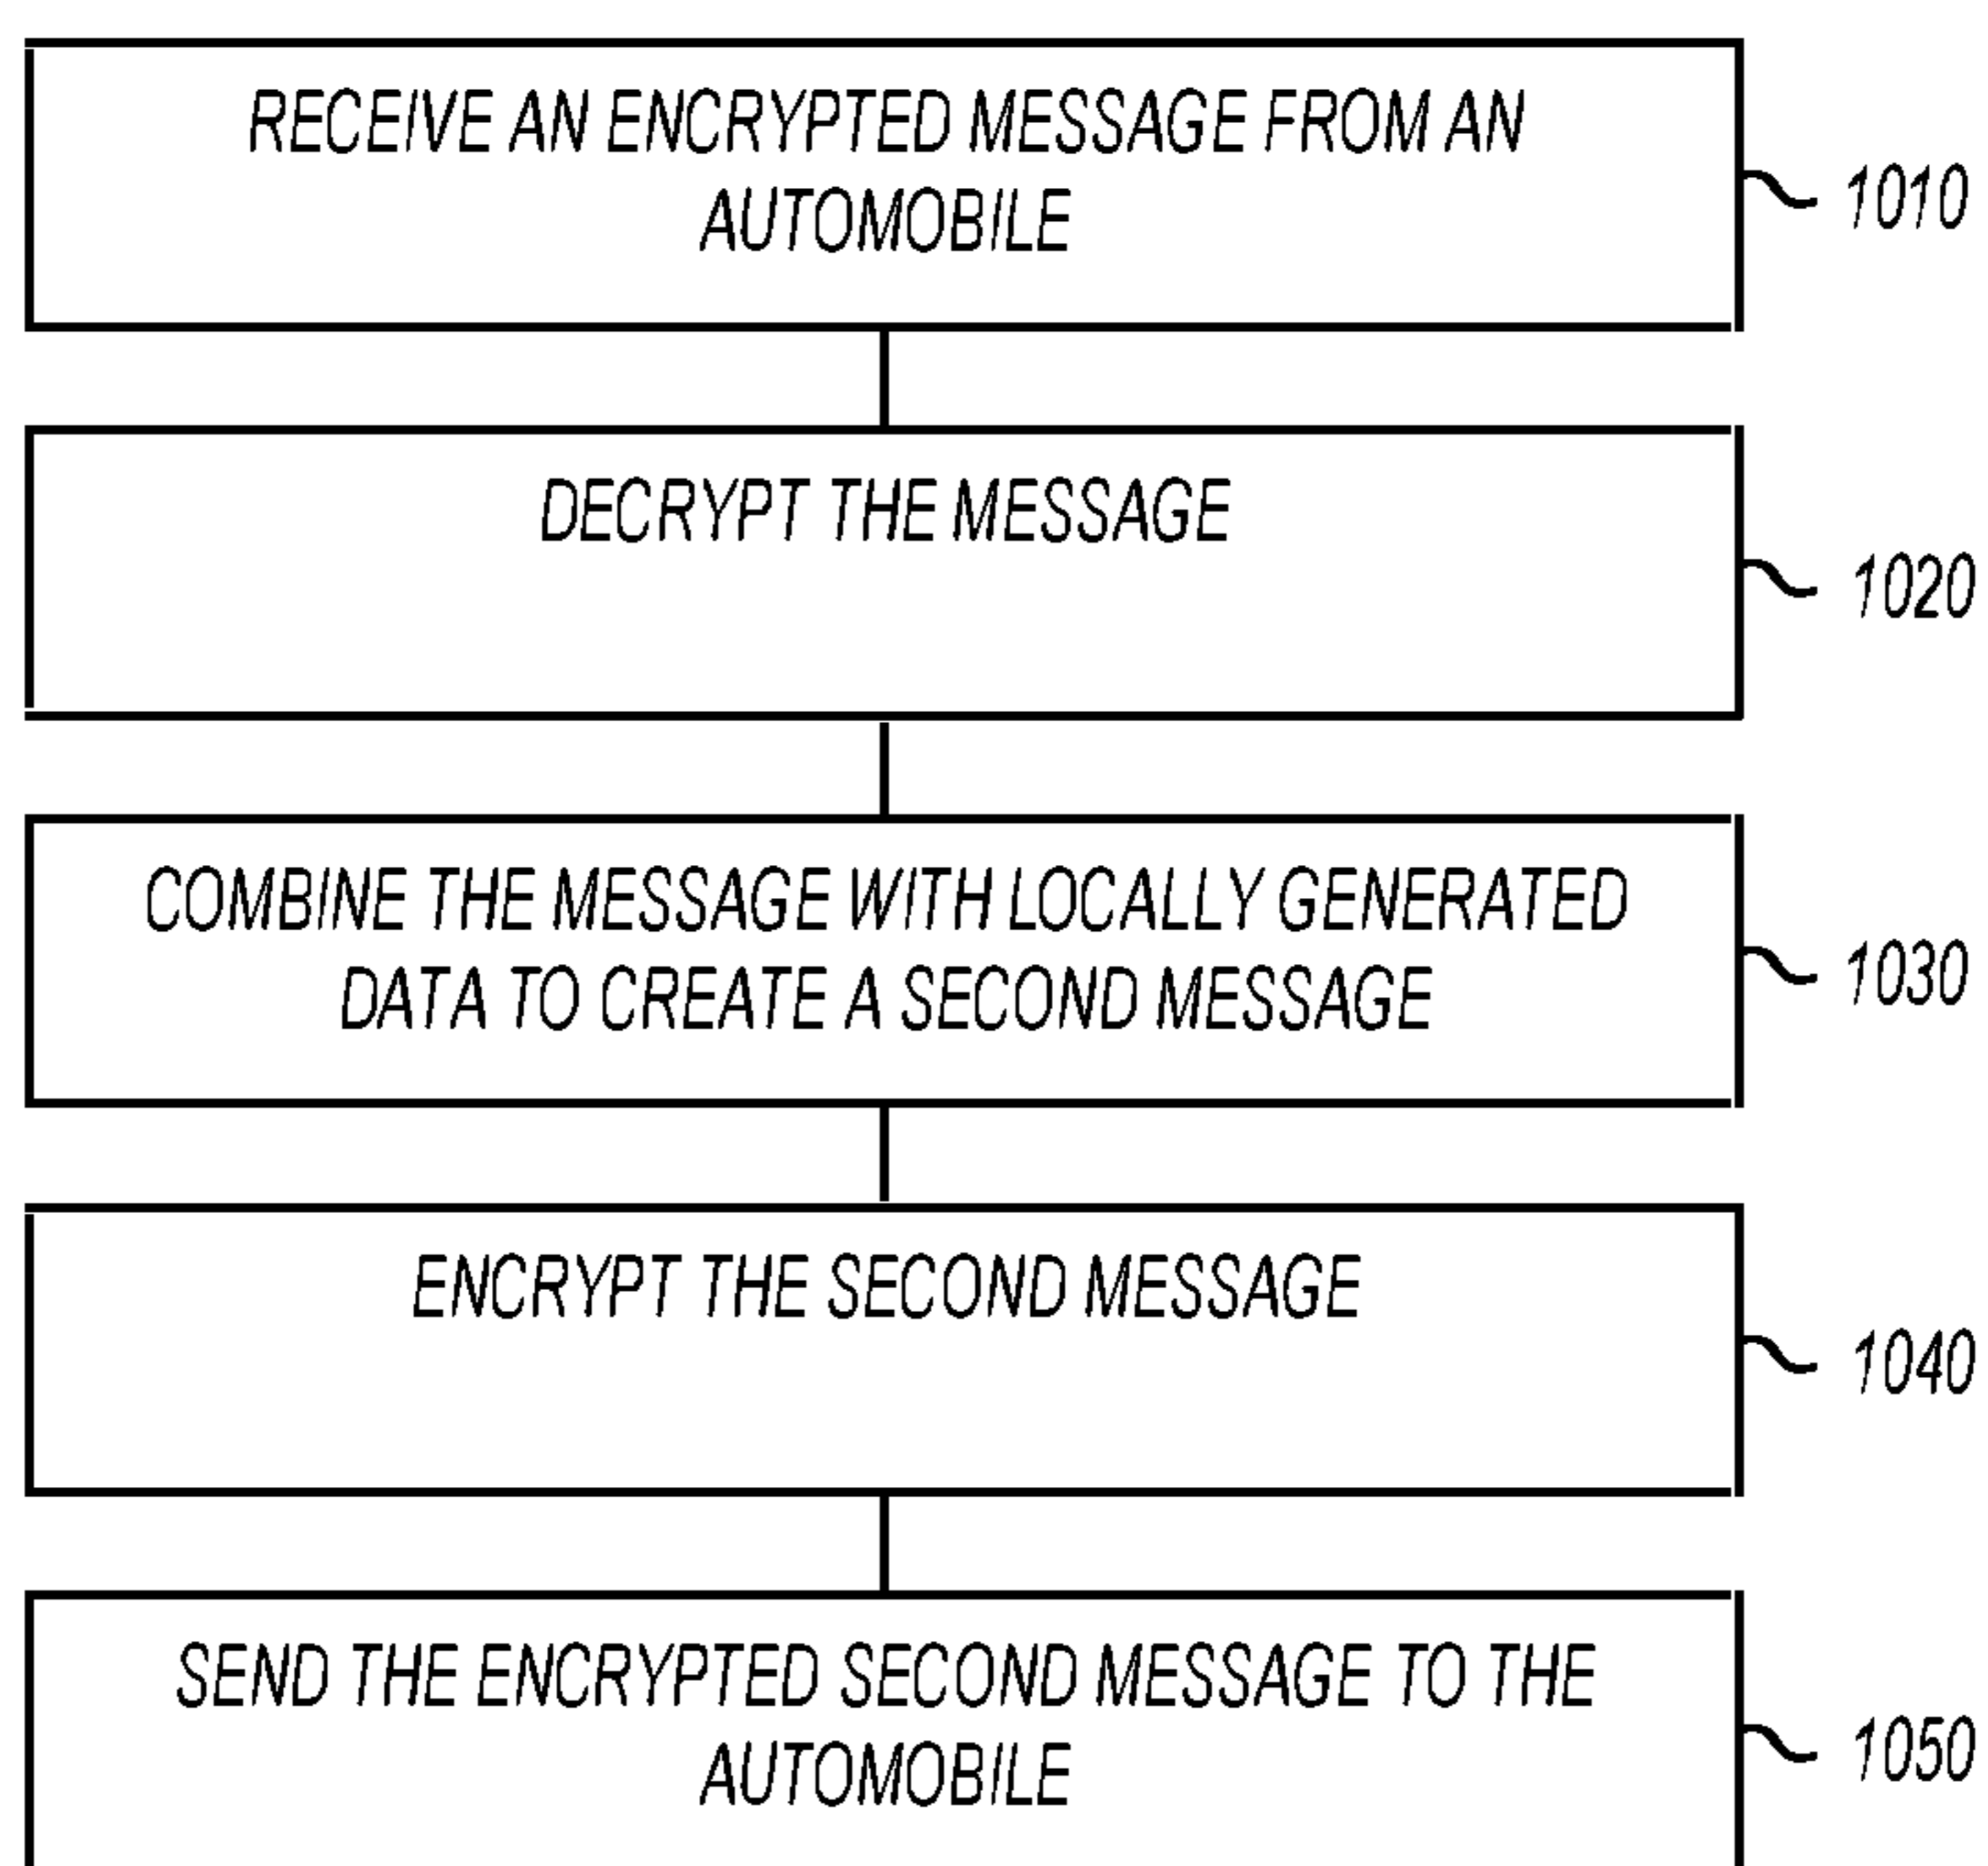 RECEIVE AN ENCRYPTED MESSAGE FROM AN
AUTOMOBILE
1010
DECRYPT THE MESSAGE
1020
COMBINE THE MESSAGE WITH LOCALLY GENERATED
DATA TO CREATE A SECOND MESSAGE
1030
ENCRYPT THE SECOND MESSAGE
1040
SEND THE ENCRYPTED SECOND MESSAGE TO THE
AUTOMOBILE
1050